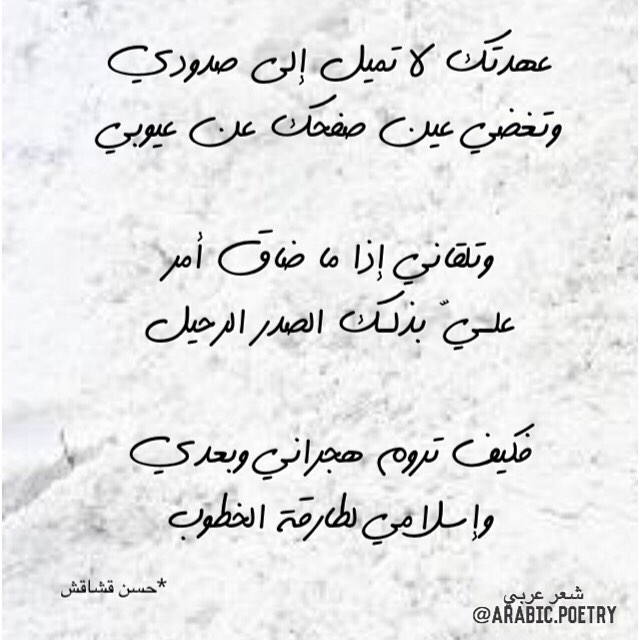 عهدتك لا تميل إلى صدودي
وتغضي عين صفحك عن عيوبي
وتلقاني إذا ما ضاق أمر
عليّ بذلك الصدر الرحيل
فكيف تروم هجراني وبعدي
وإسلامي لطارقة الخطوب
*حسن قشاقش
شعر عربي
@ARABIC.POETRY